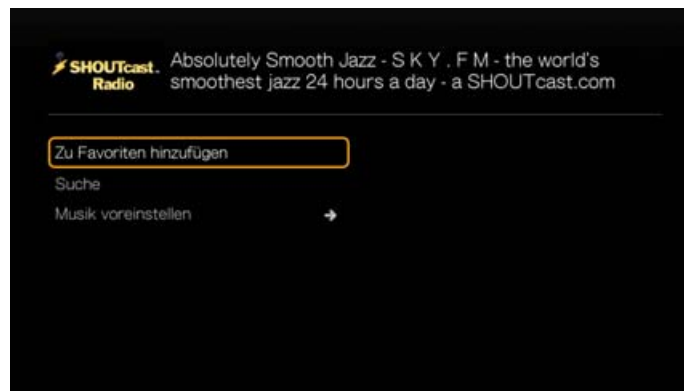 SHOUTcast.
Radio
Absolutely Smooth Jazz - S K Y . F M - the world's
smoothest jazz 24 hours a day - a SHOUTcast.com
Zu Favoriten hinzufügen
Suche
Musik voreinstellen